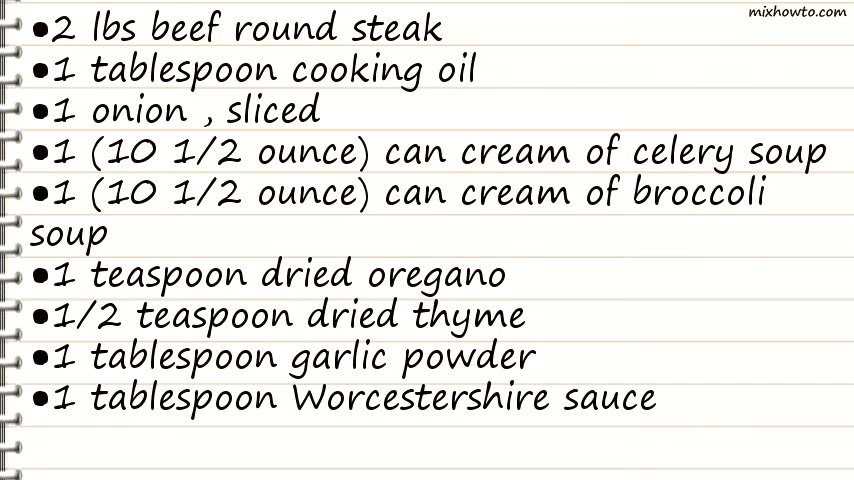 mixhowto.com
•2 lbs beef round steak
•1 tablespoon cooking oil
•1 onion , sliced
•1 (10 1/2 ounce) can cream of celery soup
•1 (10 1/2 ounce) can cream of broccoli
soup
•1 teaspoon dried oregano
•1/2 teaspoon dried thyme
•1 tablespoon garlic powder
•1 tablespoon Worcestershire sauce